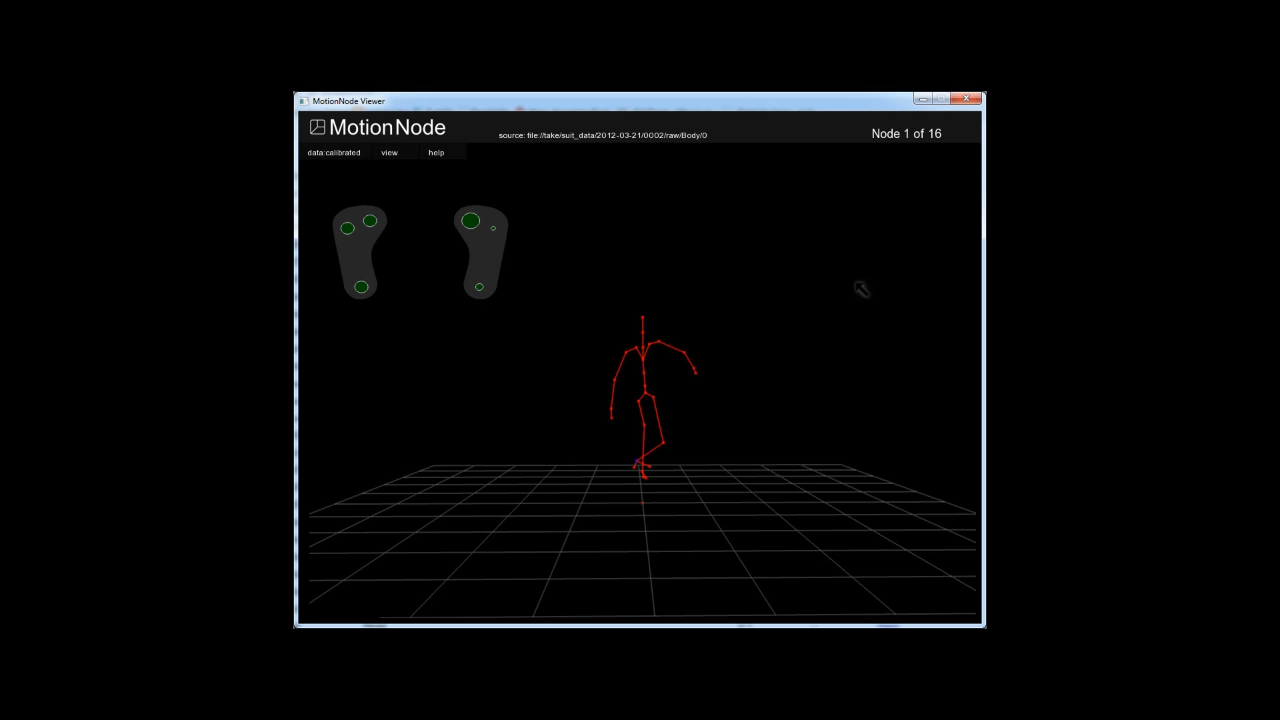 MotionNode Viewer
MotionNode
source: file://take/suit_data/2012-03-21/0002/raw/Body/0
Node 1 of 16
data:calibrated view help